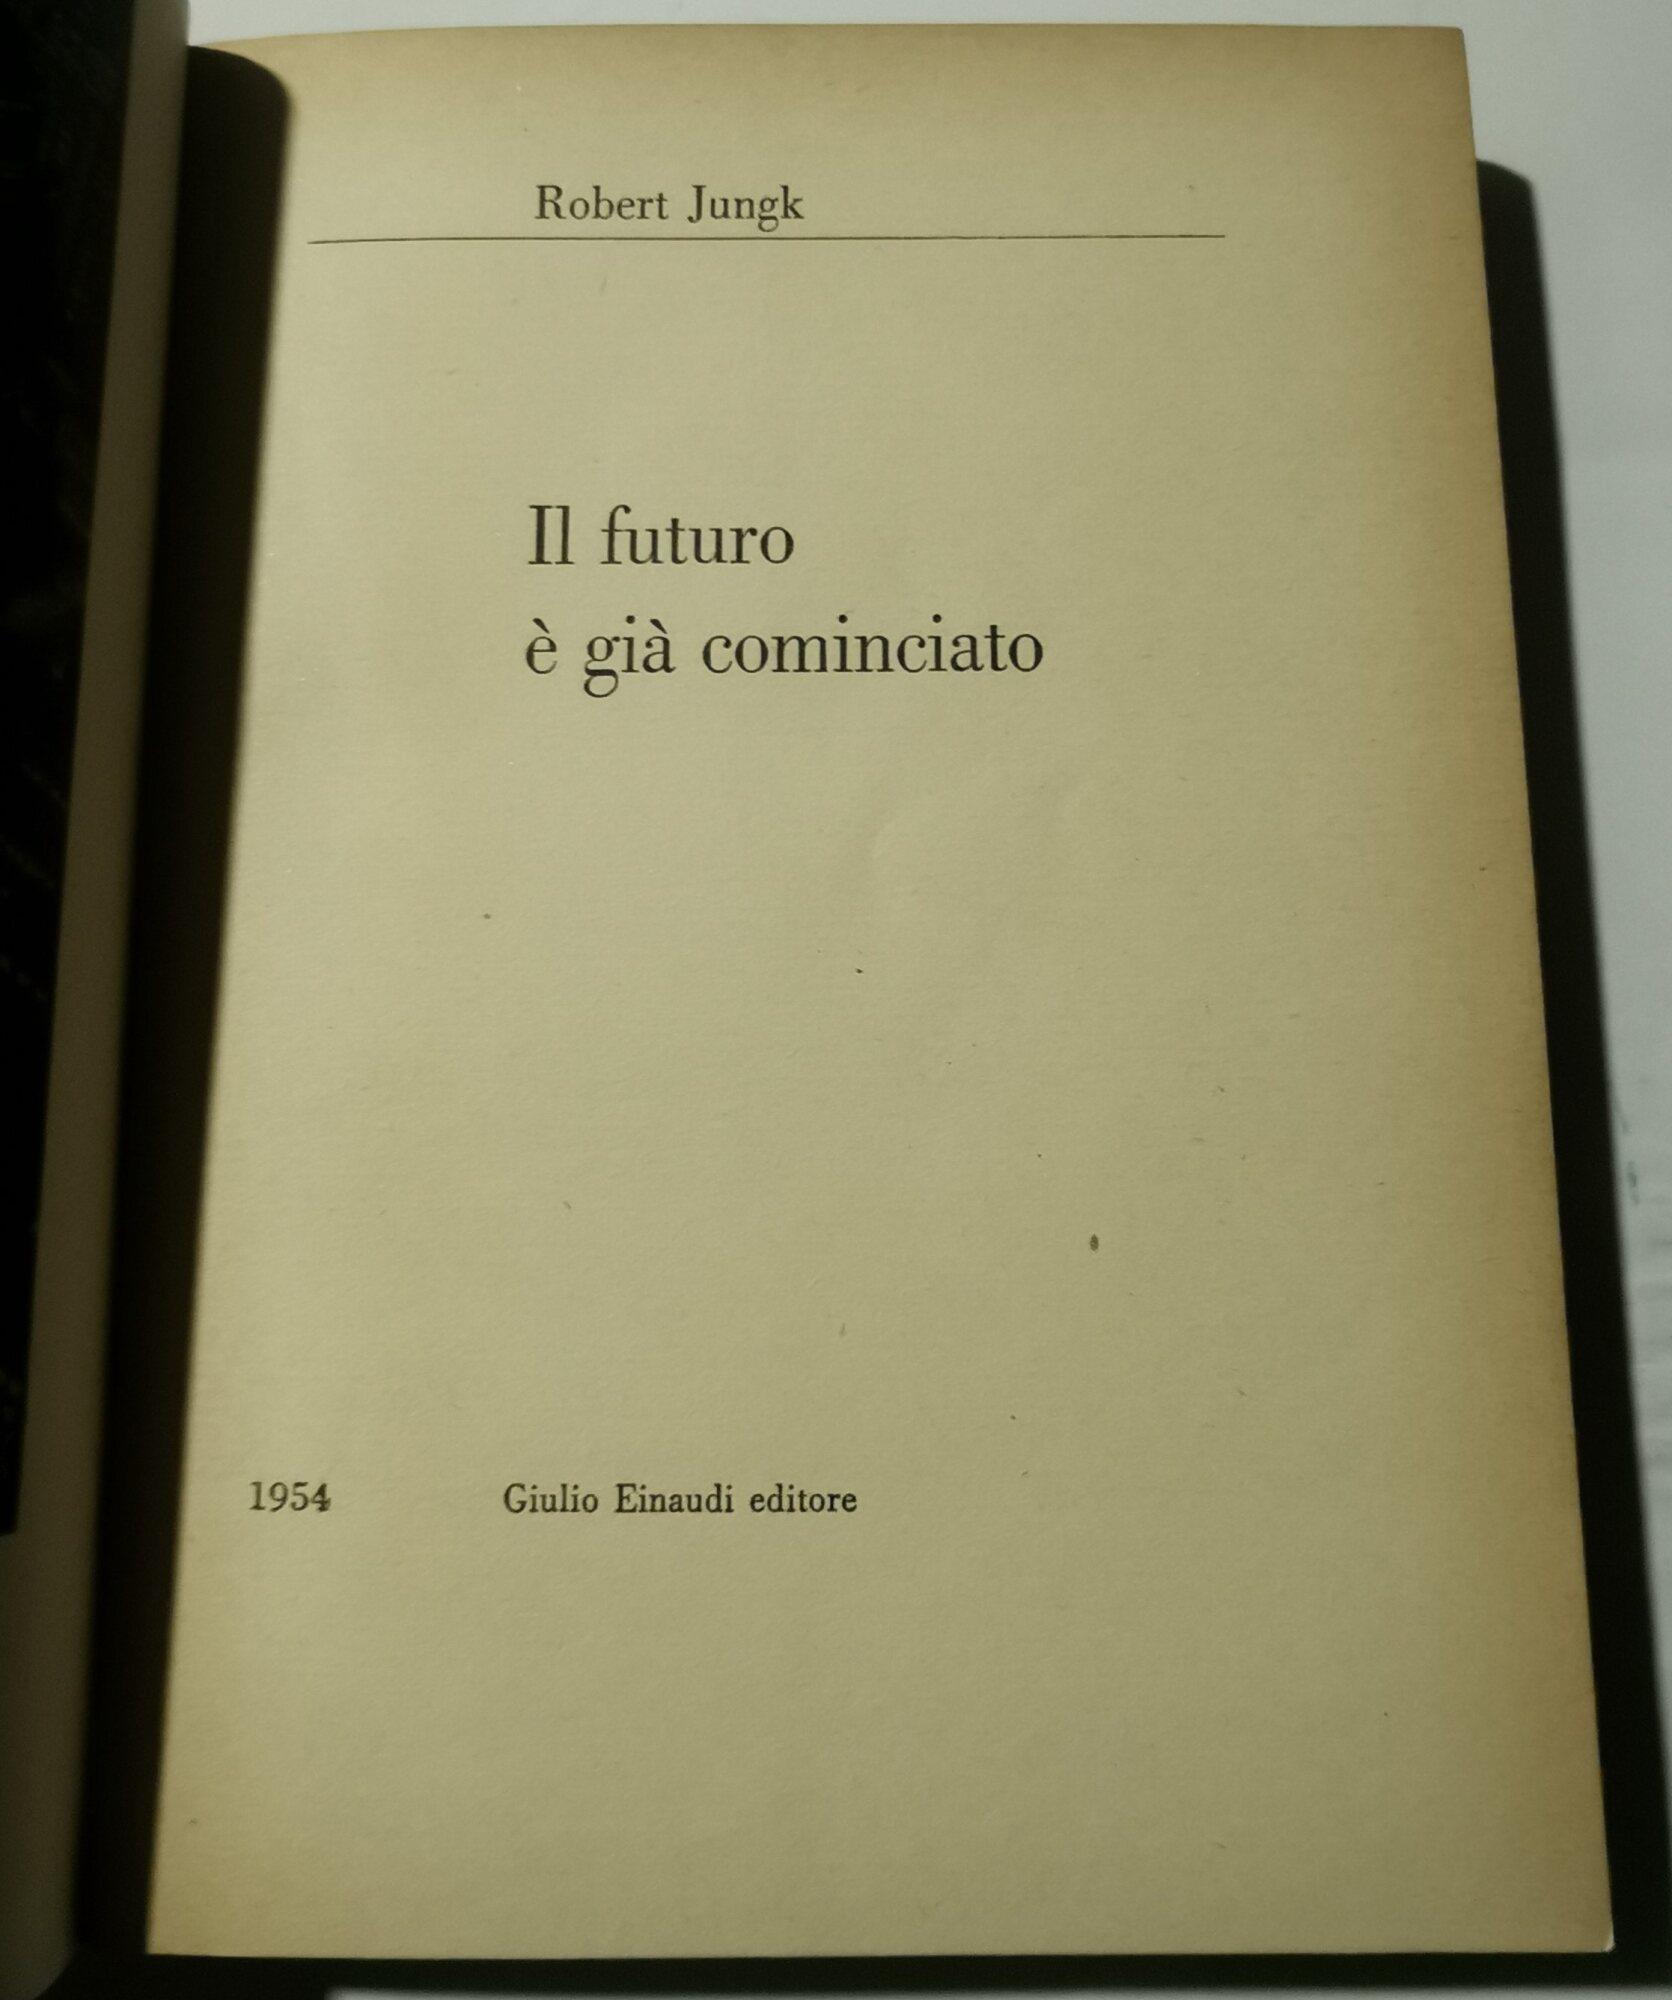 Robert Jungk
Il futuro
è già cominciato
1954 Giulio Einaudi editore